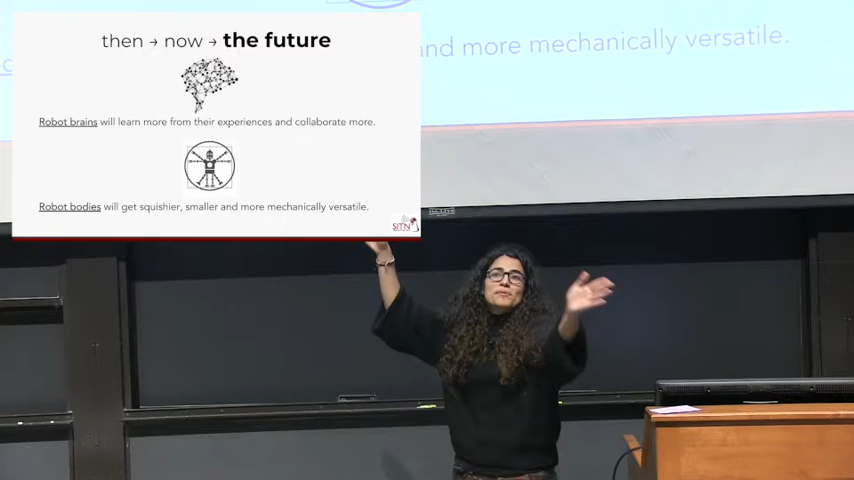 then → now → the future
Robot brains will learn more from their experiences and collaborate more.
Robot bodies will get squishier, smaller and more mechanically versatile.
SITN
and more mechanically versatile.